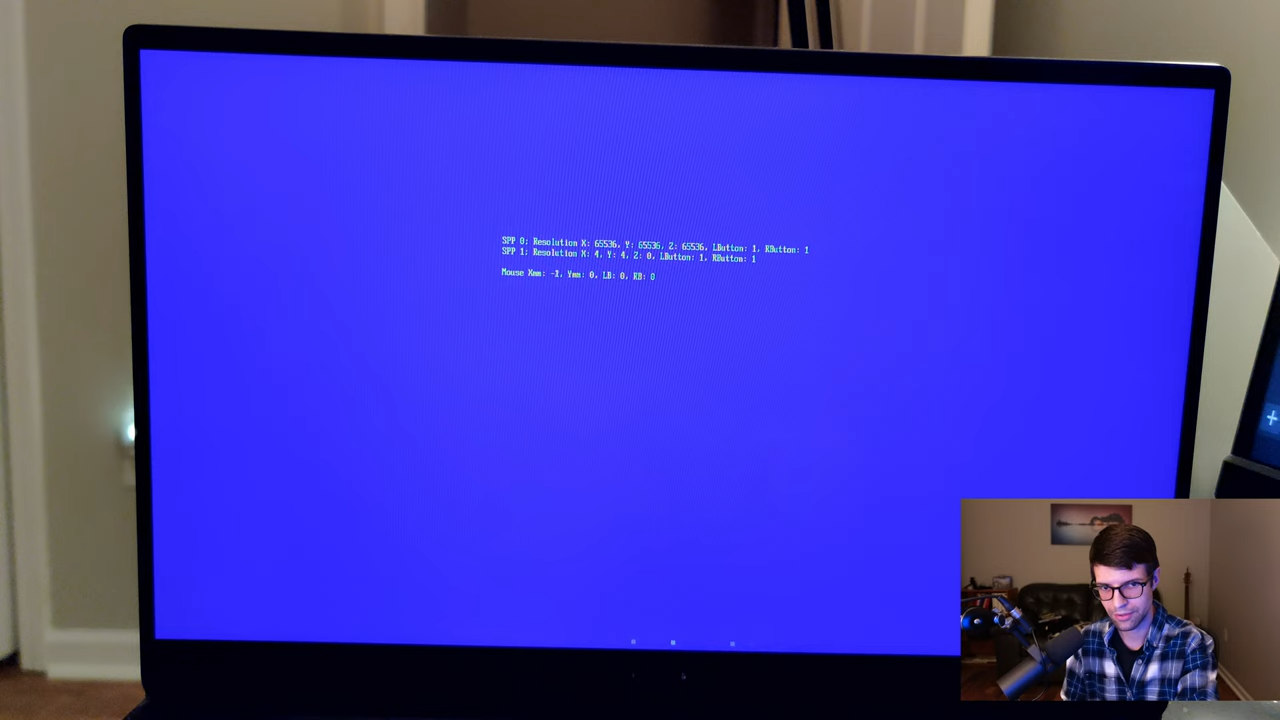 SPP 0; Resolution X: 65536, Y: 65536, Z: 65536, LButton: 1, RButton: 1
SPP 1; Resolution X: 4, Y: 4, Z: 0, LButton: 1, RButton: 1
Mouse Xmm: Ymm: 0, LB: 0, RB: 0